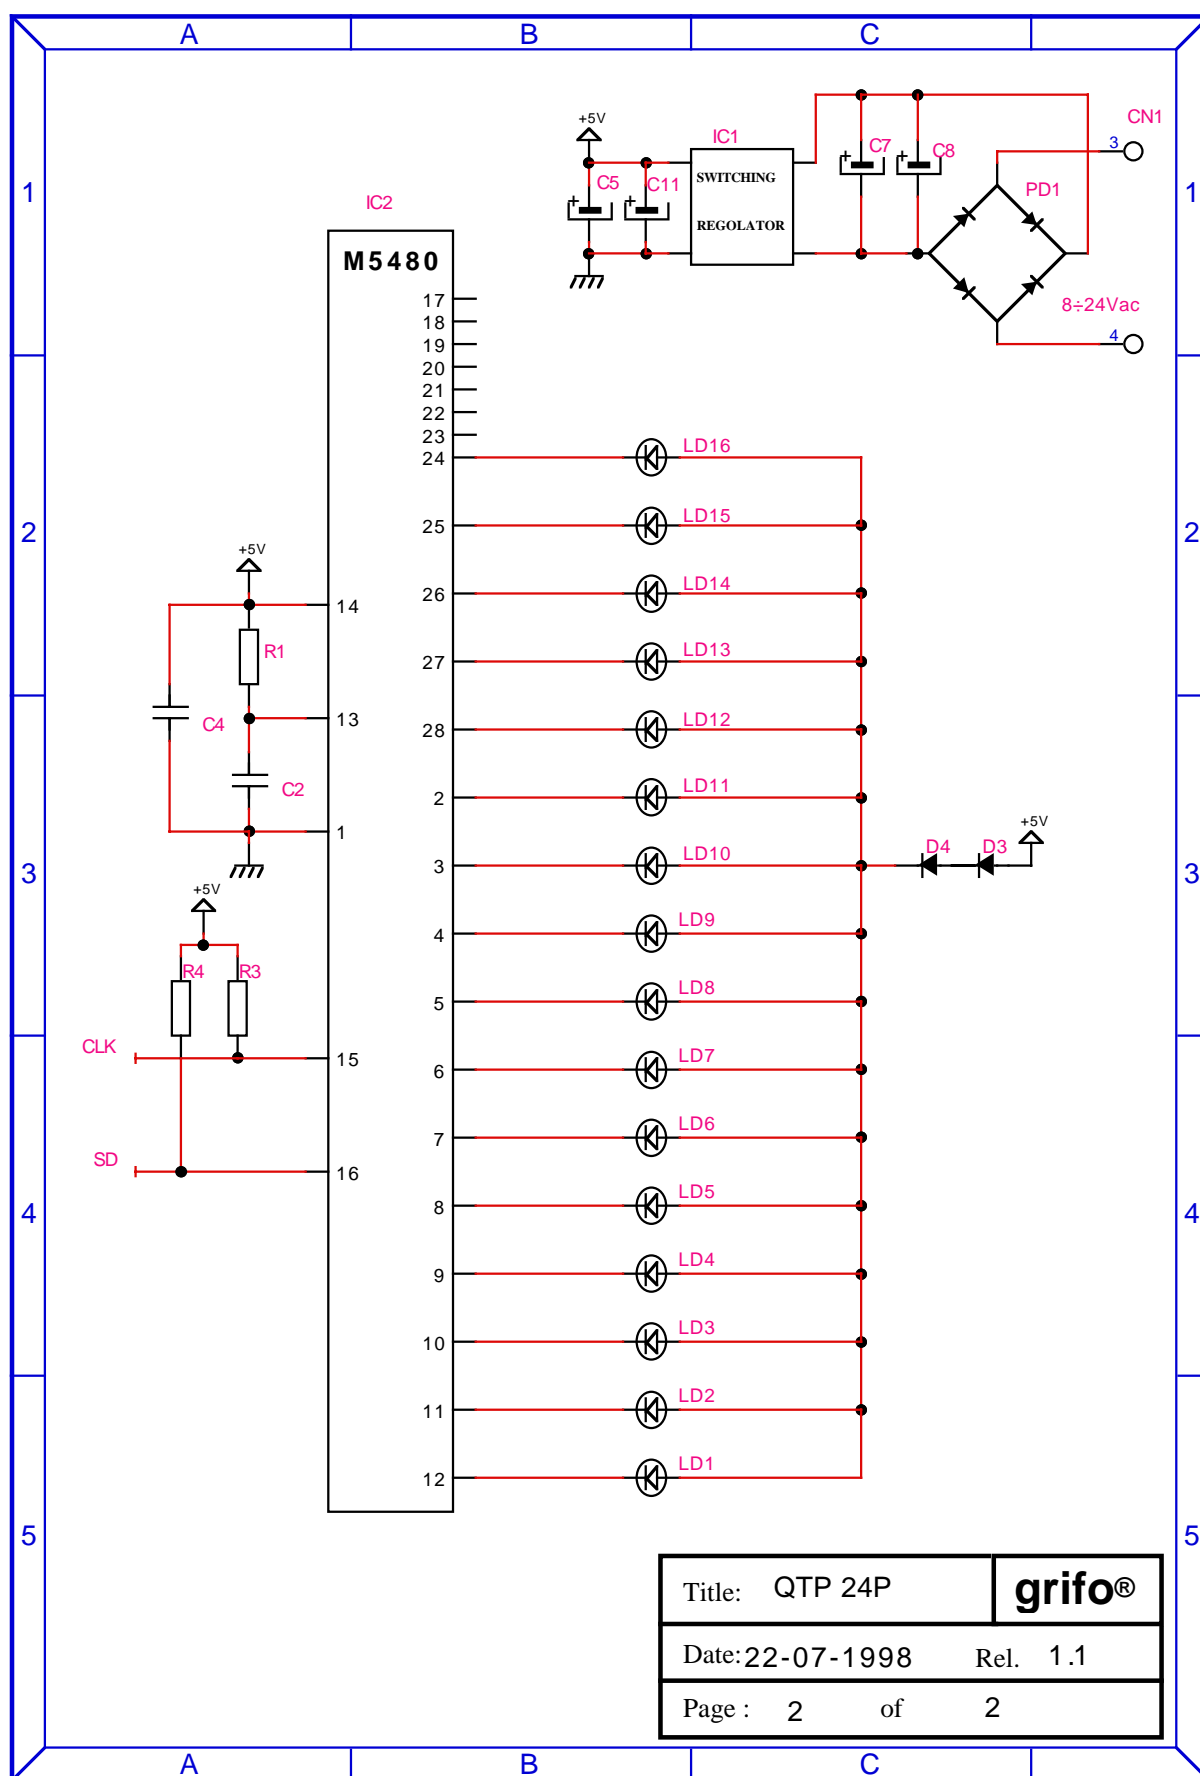 A B C
CN1
+5V
IC1
3
C7 C8
SWITCHING
C5 C11
PD1
1 1
IC2
REGOLATOR
M5480
17
8÷24Vac
18
4
19
20
21
22
23
24 LD16
25 LD15
2 2
+5V
26 LD14
14
R1
27 LD13
C4
13
28 LD12
C2
2 LD11
1
+5V
3 LD10 D4 D3
3 3
+5V
4 LD9
R4 R3
5 LD8
CLK
15
6 LD7
7 LD6
SD
16
8 LD5
4 4
9 LD4
10 LD3
11 LD2
12 LD1
5 5
Title: QTP 24P grifo®
Date: 22-07-1998 Rel. 1.1
Page : 2 of 2
A B C